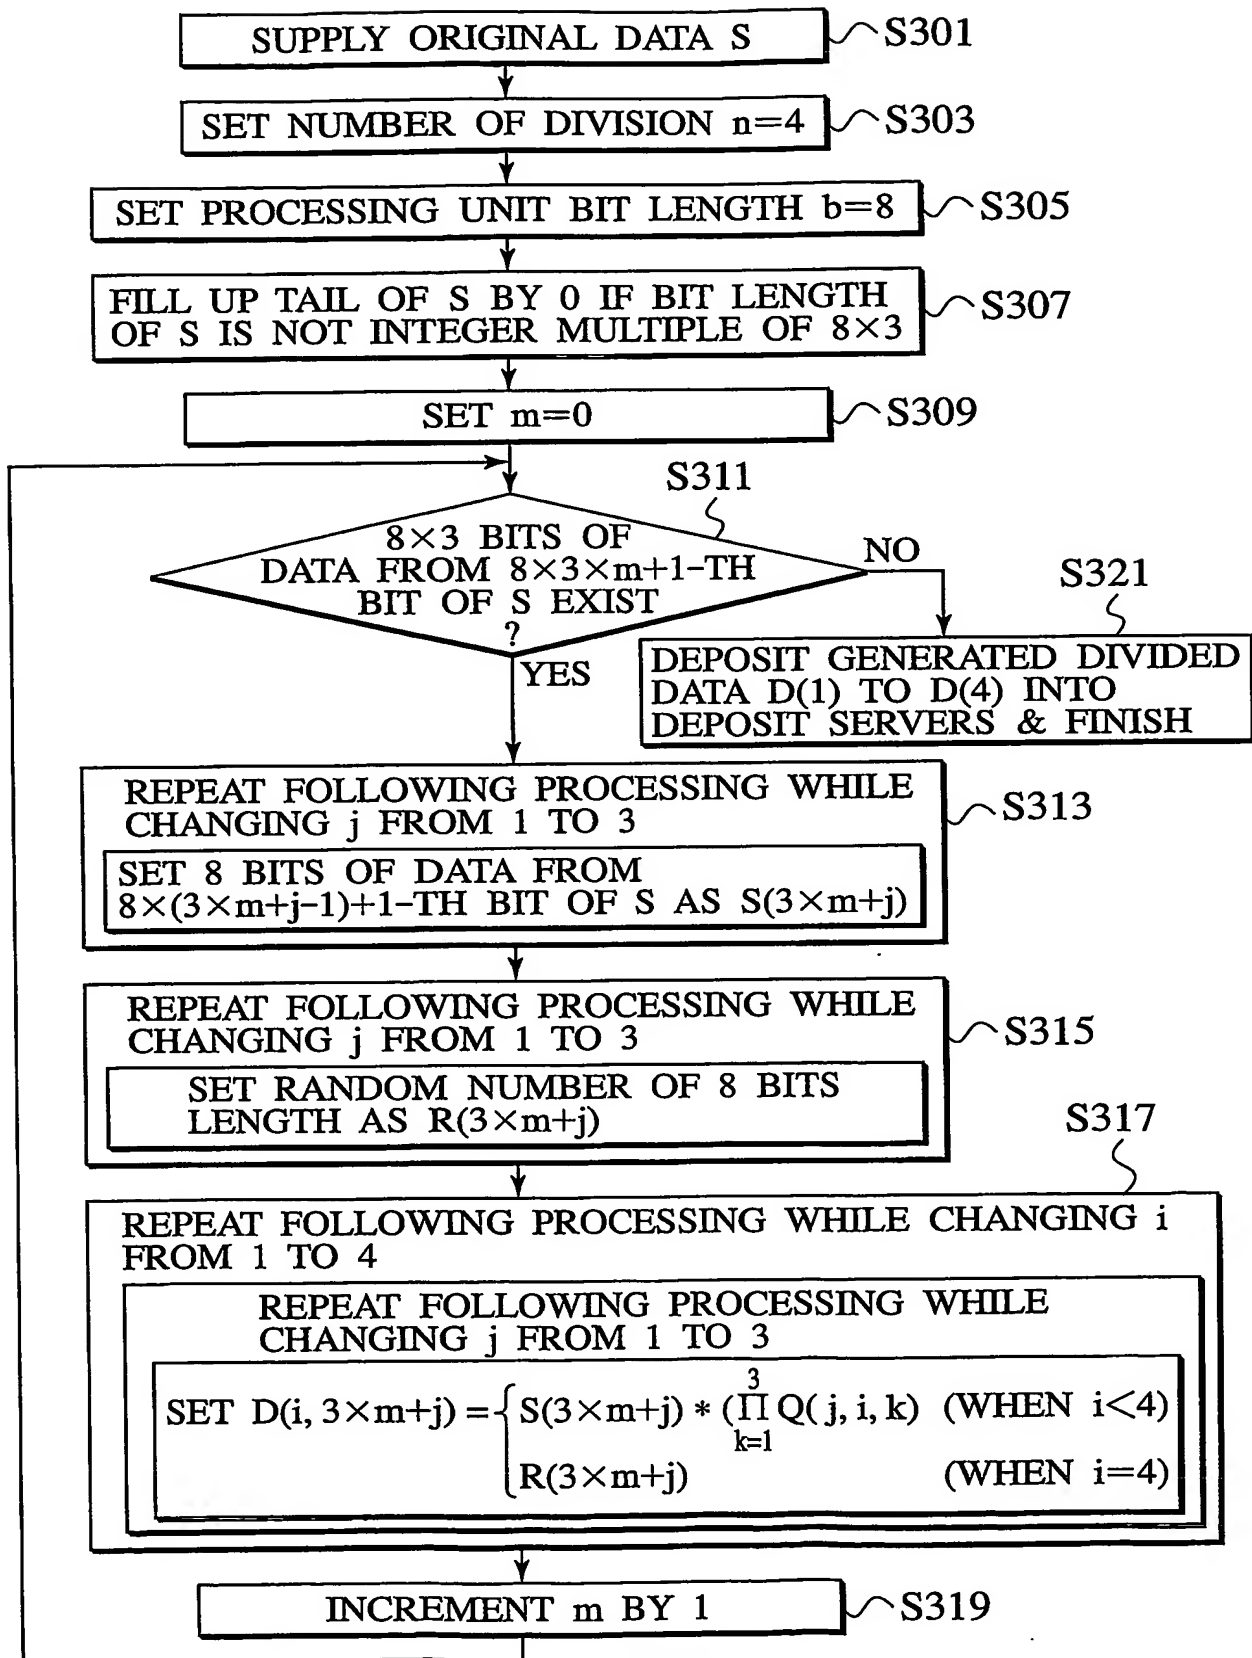 SUPPLY ORIGINAL DATA S
S301
SET NUMBER OF DIVISION n=4
S303
SET PROCESSING UNIT BIT LENGTH b=8
S305
FILL UP TAIL OF S BY 0 IF BIT LENGTH
OF S IS NOT INTEGER MULTIPLE OF 8×3
S307
SET m=0
S309
S311
8×3 BITS OF
DATA FROM 8×3×m+1-TH
BIT OF S EXIST
?
NO
YES
S321
DEPOSIT GENERATED DIVIDED
DATA D(1) TO D(4) INTO
DEPOSIT SERVERS & FINISH
REPEAT FOLLOWING PROCESSING WHILE
CHANGING j FROM 1 TO 3
S313
SET 8 BITS OF DATA FROM
8×(3×m+j-1)+1-TH BIT OF S AS S(3×m+j)
REPEAT FOLLOWING PROCESSING WHILE
CHANGING j FROM 1 TO 3
S315
SET RANDOM NUMBER OF 8 BITS
LENGTH AS R(3×m+j)
S317
REPEAT FOLLOWING PROCESSING WHILE CHANGING i
FROM 1 TO 4
REPEAT FOLLOWING PROCESSING WHILE
CHANGING j FROM 1 TO 3
3
SET D(i, 3×m+j) = { S(3×m+j) * (Π Q(j, i, k) (WHEN i<4)
k=1
R(3×m+j) (WHEN i=4)
INCREMENT m BY 1
S319